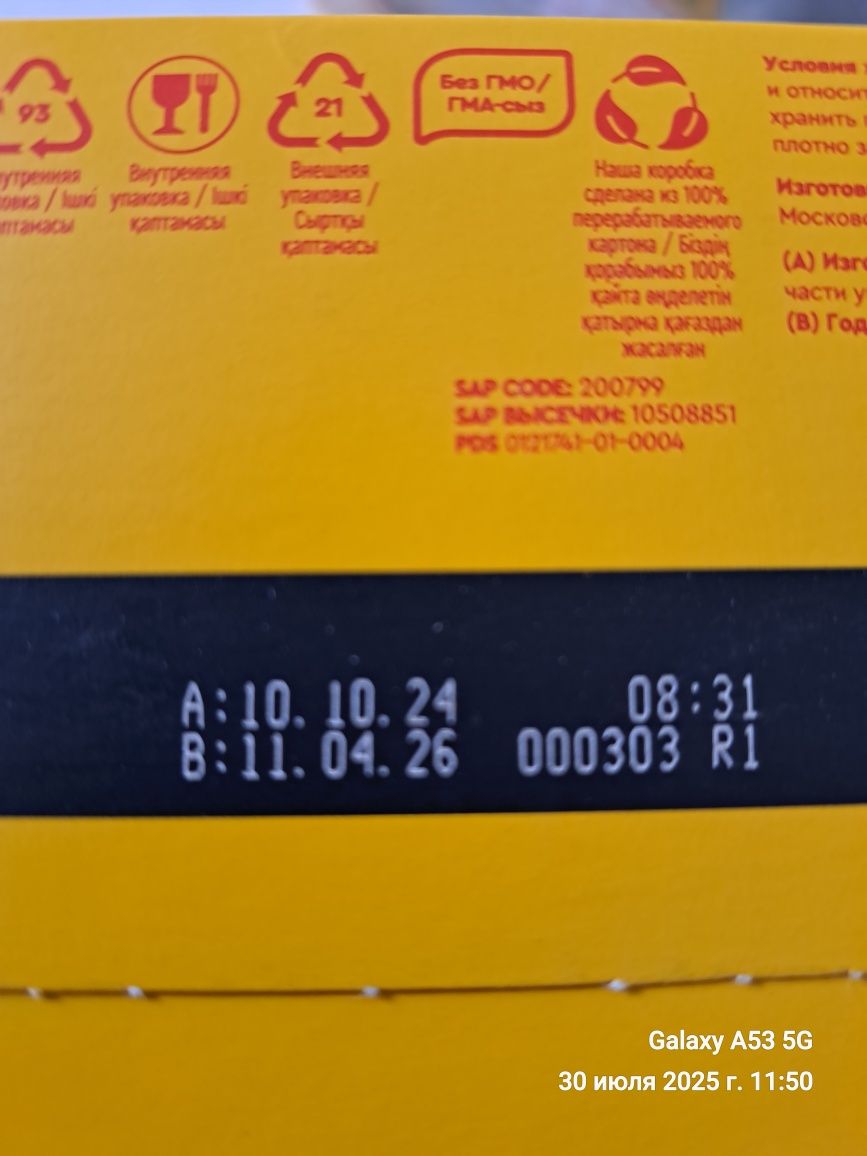 93
21
Без ГМО/
ГМА-сыз
Внутренняя
упаковка / Ішкі
қаптамасы
Внешняя
упаковка /
Сыртқы
қаптамасы
Наша коробка
сделана из 100%
перерабатываемого
картона / Біздің
қорабымыз 100%
қайта өңделетін
қатырма қағаздан
жасалған
Условия
и относит
хранить
плотно з
Изготов
Москов
(A) Изго
части у
(B) Год
SAP CODE: 200799
SAP ВЫСЕЧКИ: 10508851
PDS 0121741-01-0004
A:10. 10. 24 08:31
B:11. 04. 26 000303 R1
Galaxy A53 5G
30 июля 2025 г. 11:50